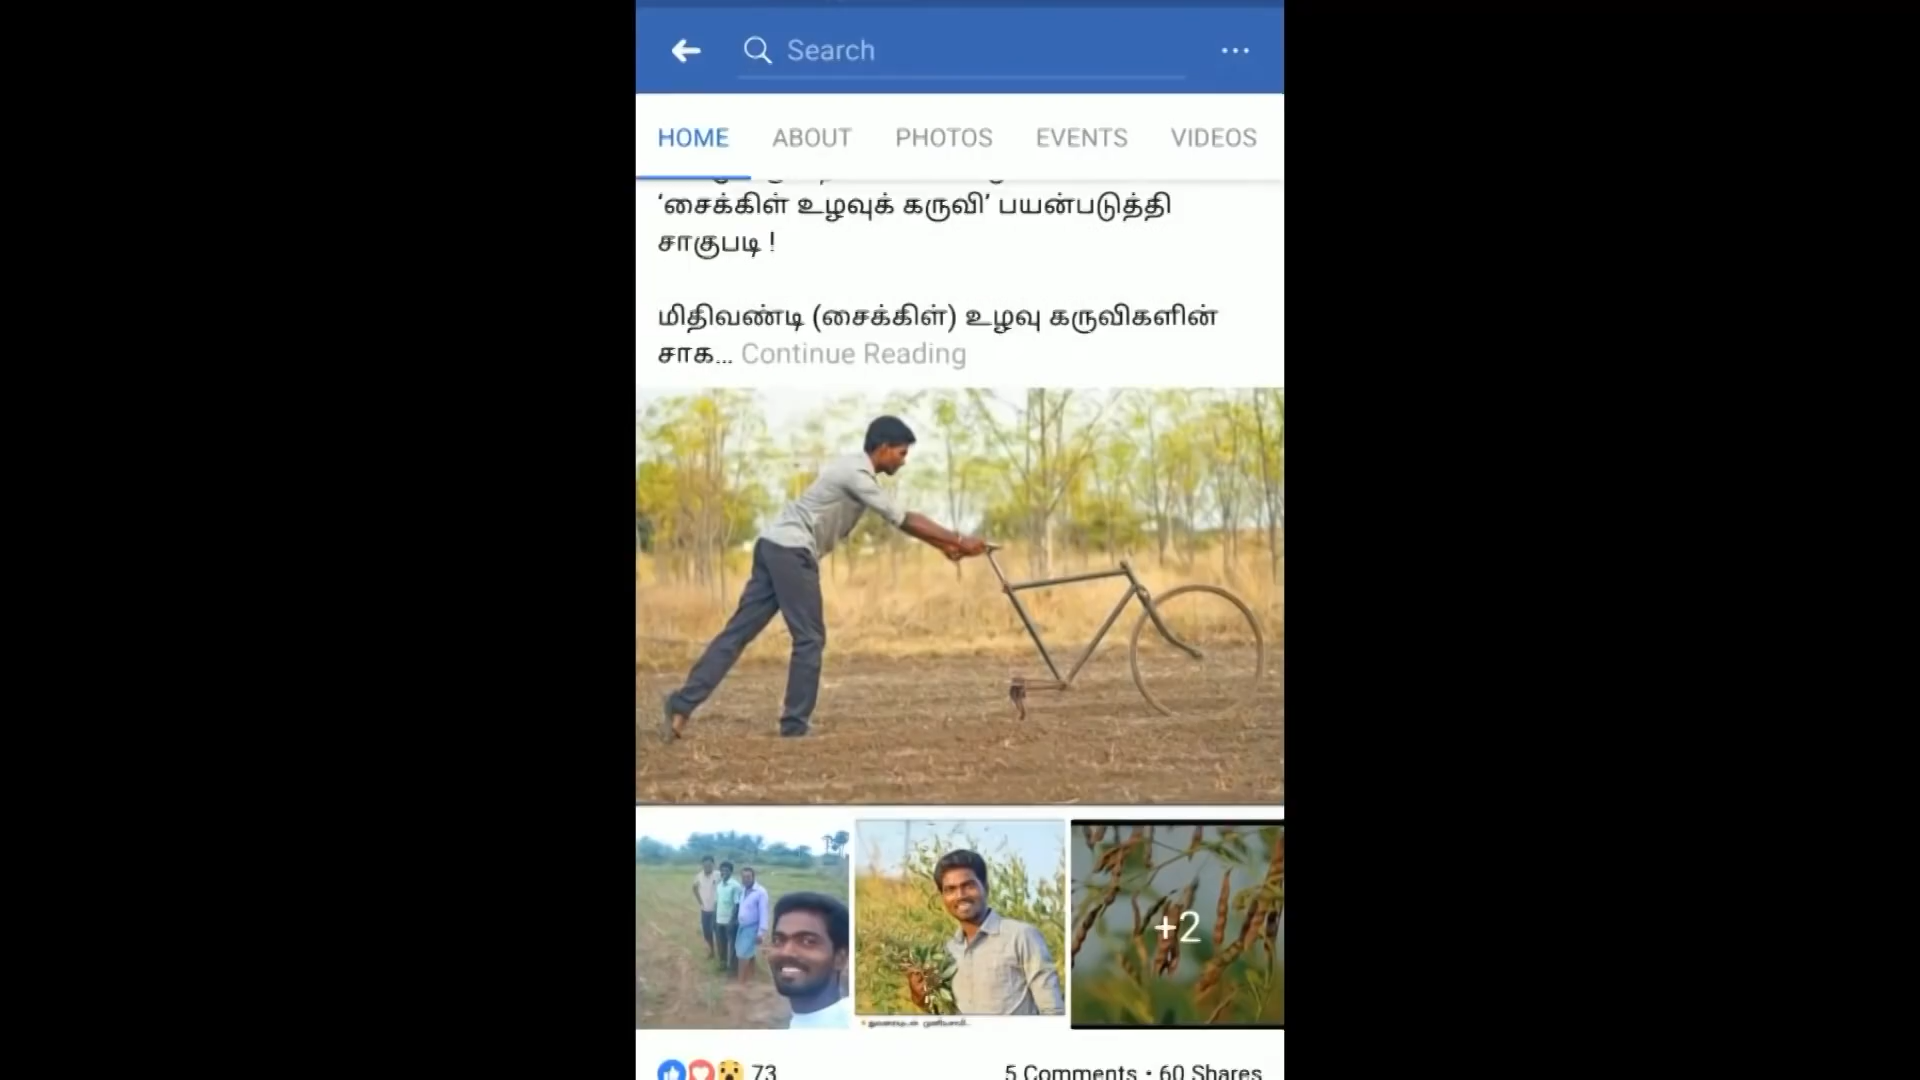 Search
HOME ABOUT PHOTOS EVENTS VIDEOS
‘சைக்கிள் உழவுக் கருவி’ பயன்படுத்தி
சாகுபடி !
மிதிவண்டி (சைக்கிள்) உழவு கருவிகளின்
சாக... Continue Reading
+2
73 5 Comments • 60 Shares